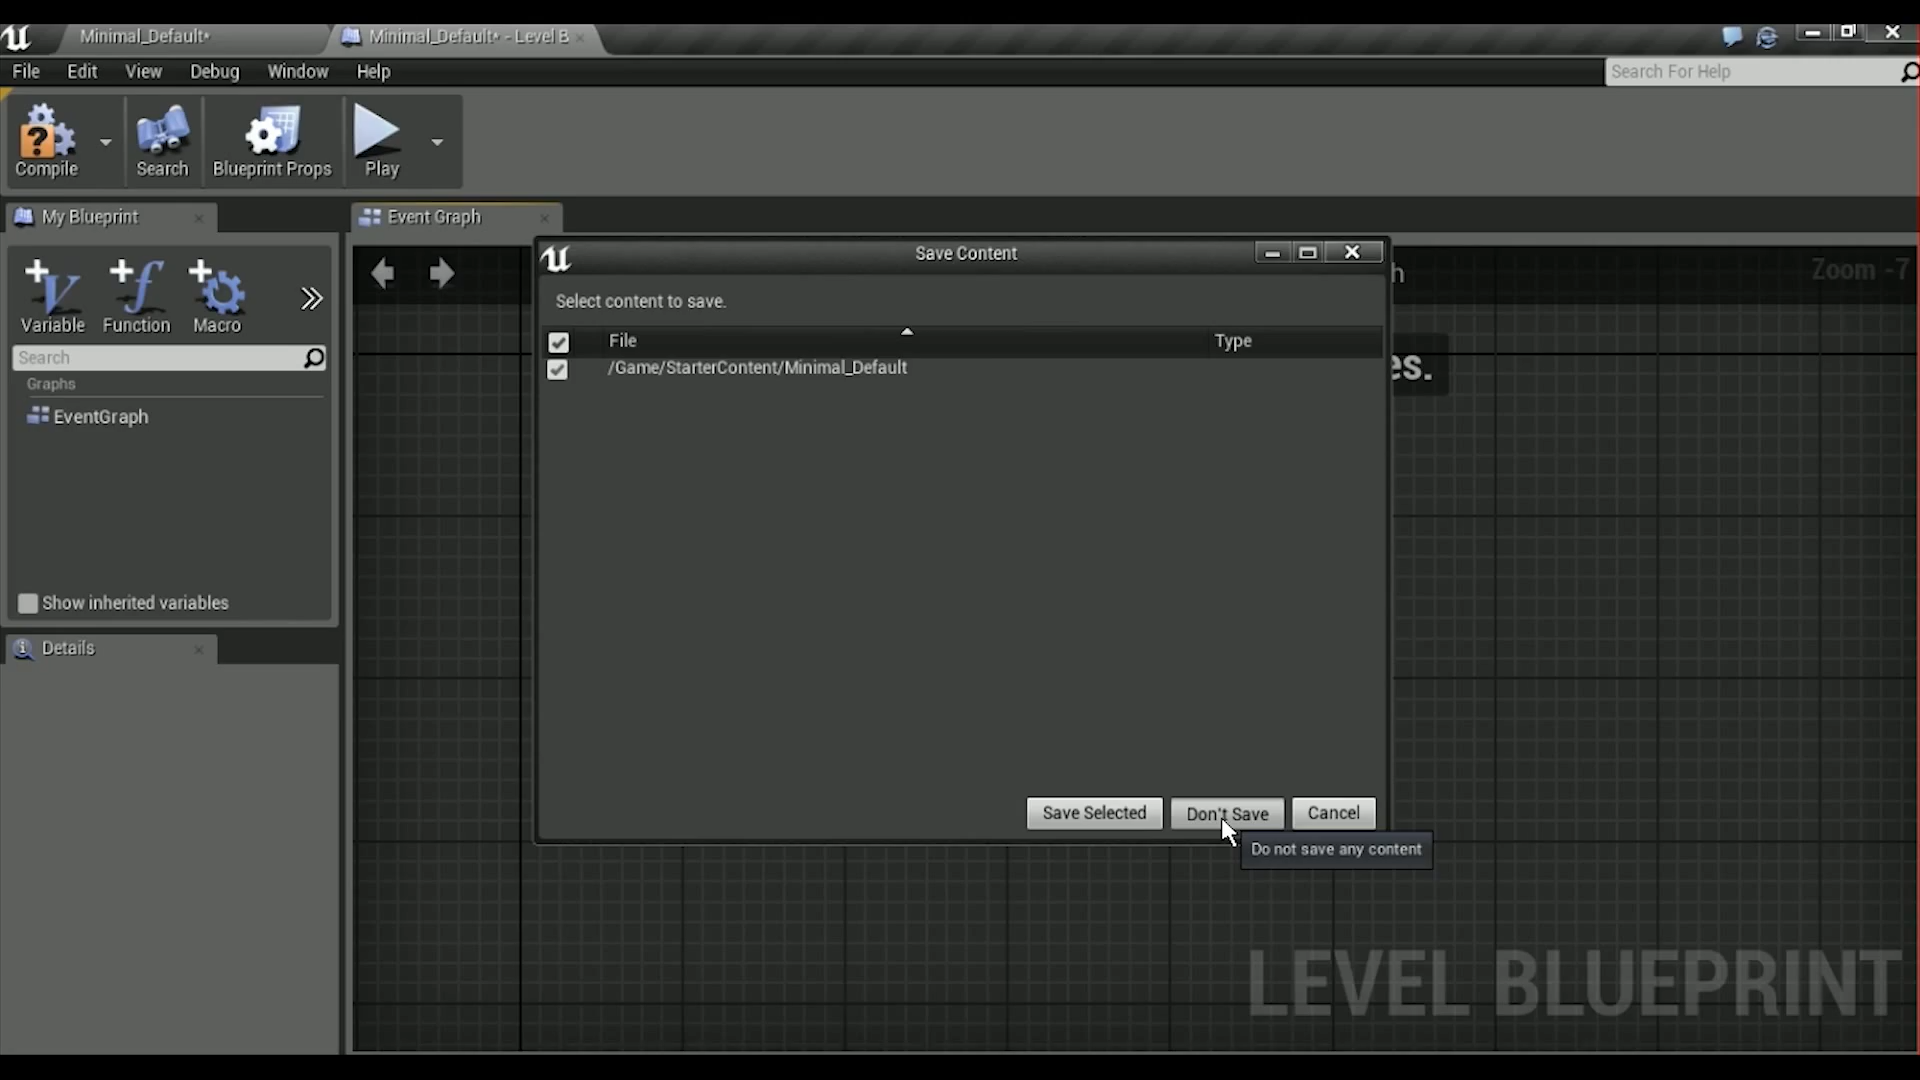 Minimal_Default*
Minimal_Default* - Level B
File Edit View Debug Window Help
Search For Help
Compile
Search
Blueprint Props
Play
My Blueprint
Event Graph
Variable
Function
Macro
Search
Graphs
EventGraph
Show inherited variables
Details
Zoom -7
h
es.
Save Content
Select content to save.
File Type
/Game/StarterContent/Minimal_Default
Save Selected
Don't Save
Cancel
Do not save any content
LEVEL BLUEPRINT